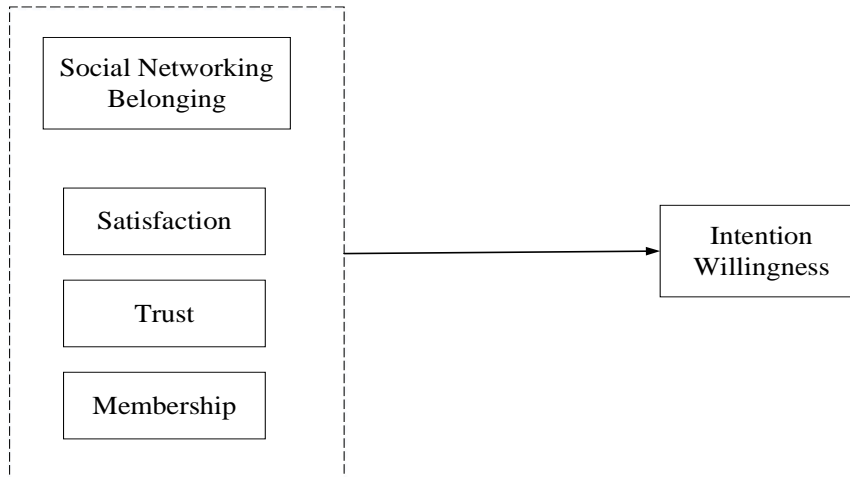 Social Networking
Belonging
Satisfaction
Trust
Membership
Intention
Willingness